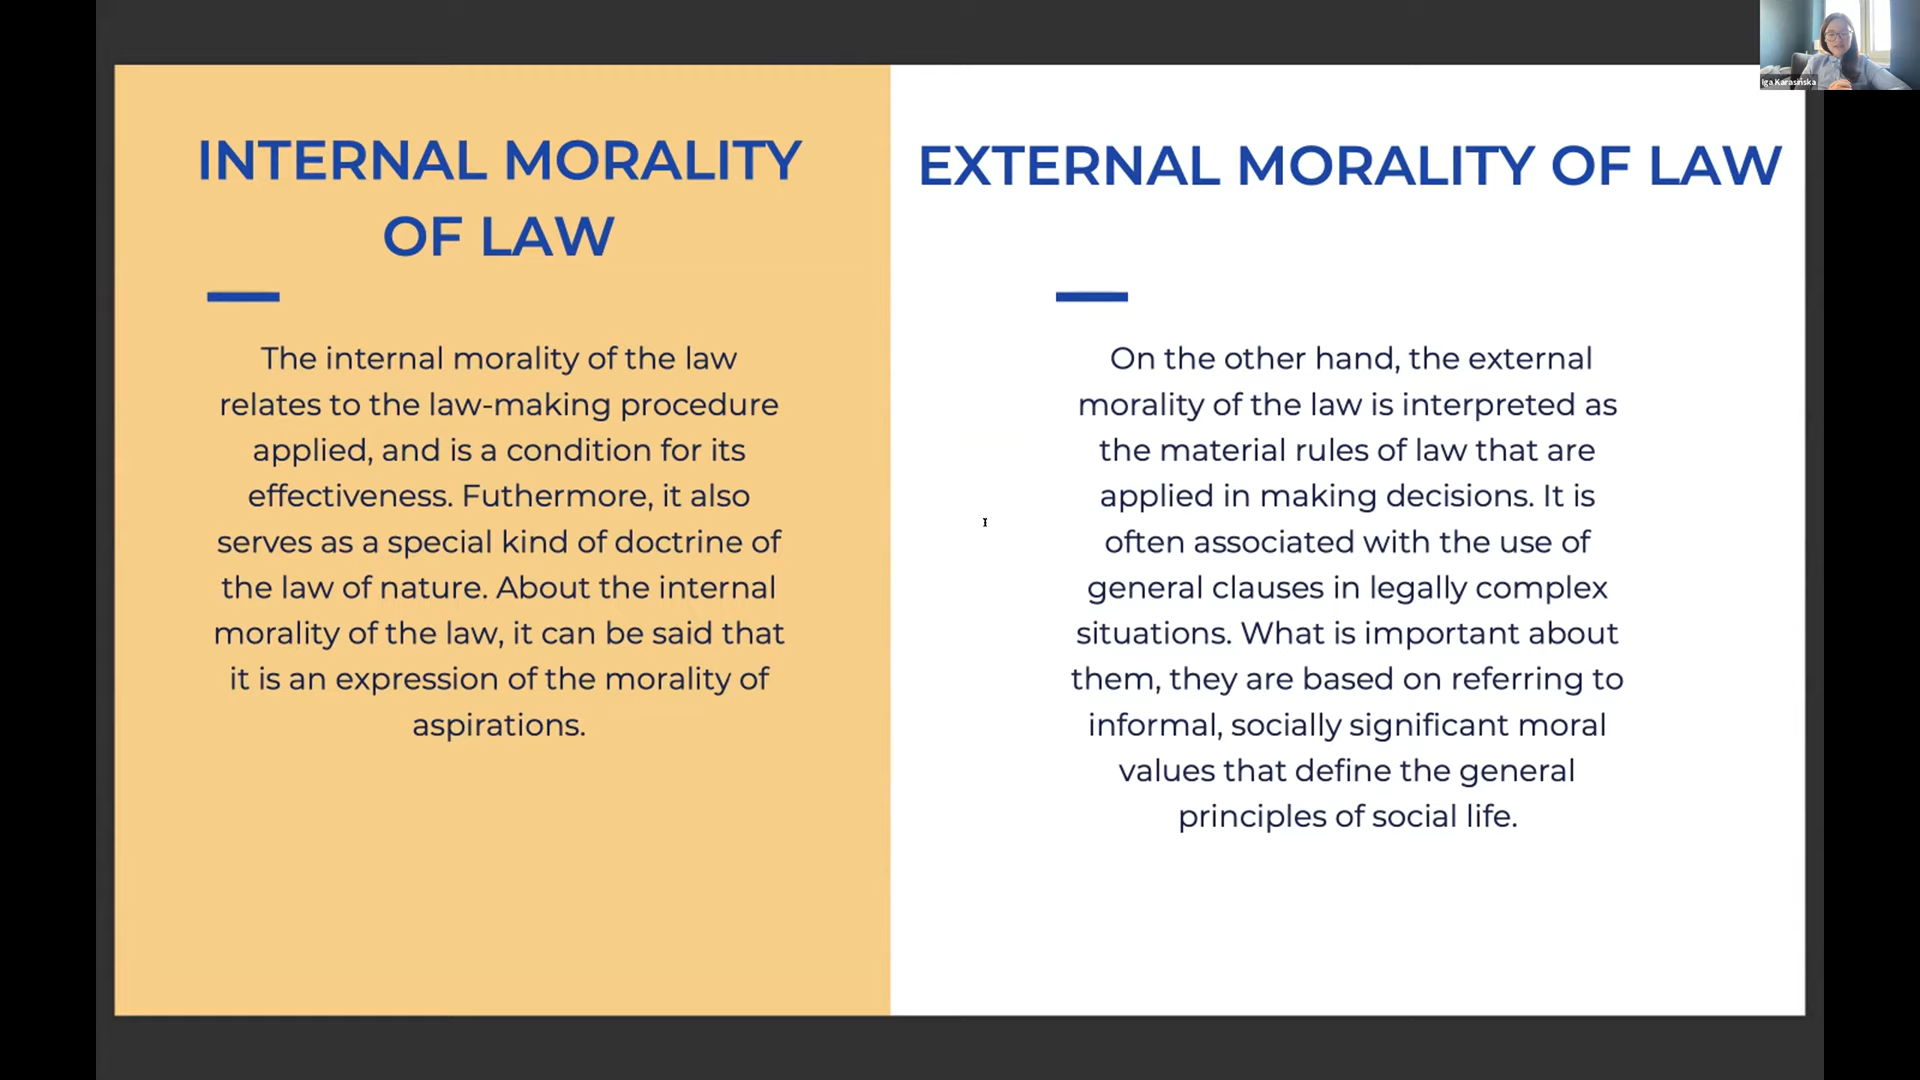 INTERNAL MORALITY
OF LAW
The internal morality of the law
relates to the law-making procedure
applied, and is a condition for its
effectiveness. Futhermore, it also
serves as a special kind of doctrine of
the law of nature. About the internal
morality of the law, it can be said that
it is an expression of the morality of
aspirations.
EXTERNAL MORALITY OF LAW
On the other hand, the external
morality of the law is interpreted as
the material rules of law that are
applied in making decisions. It is
often associated with the use of
general clauses in legally complex
situations. What is important about
them, they are based on referring to
informal, socially significant moral
values that define the general
principles of social life.
Iga Karasińska